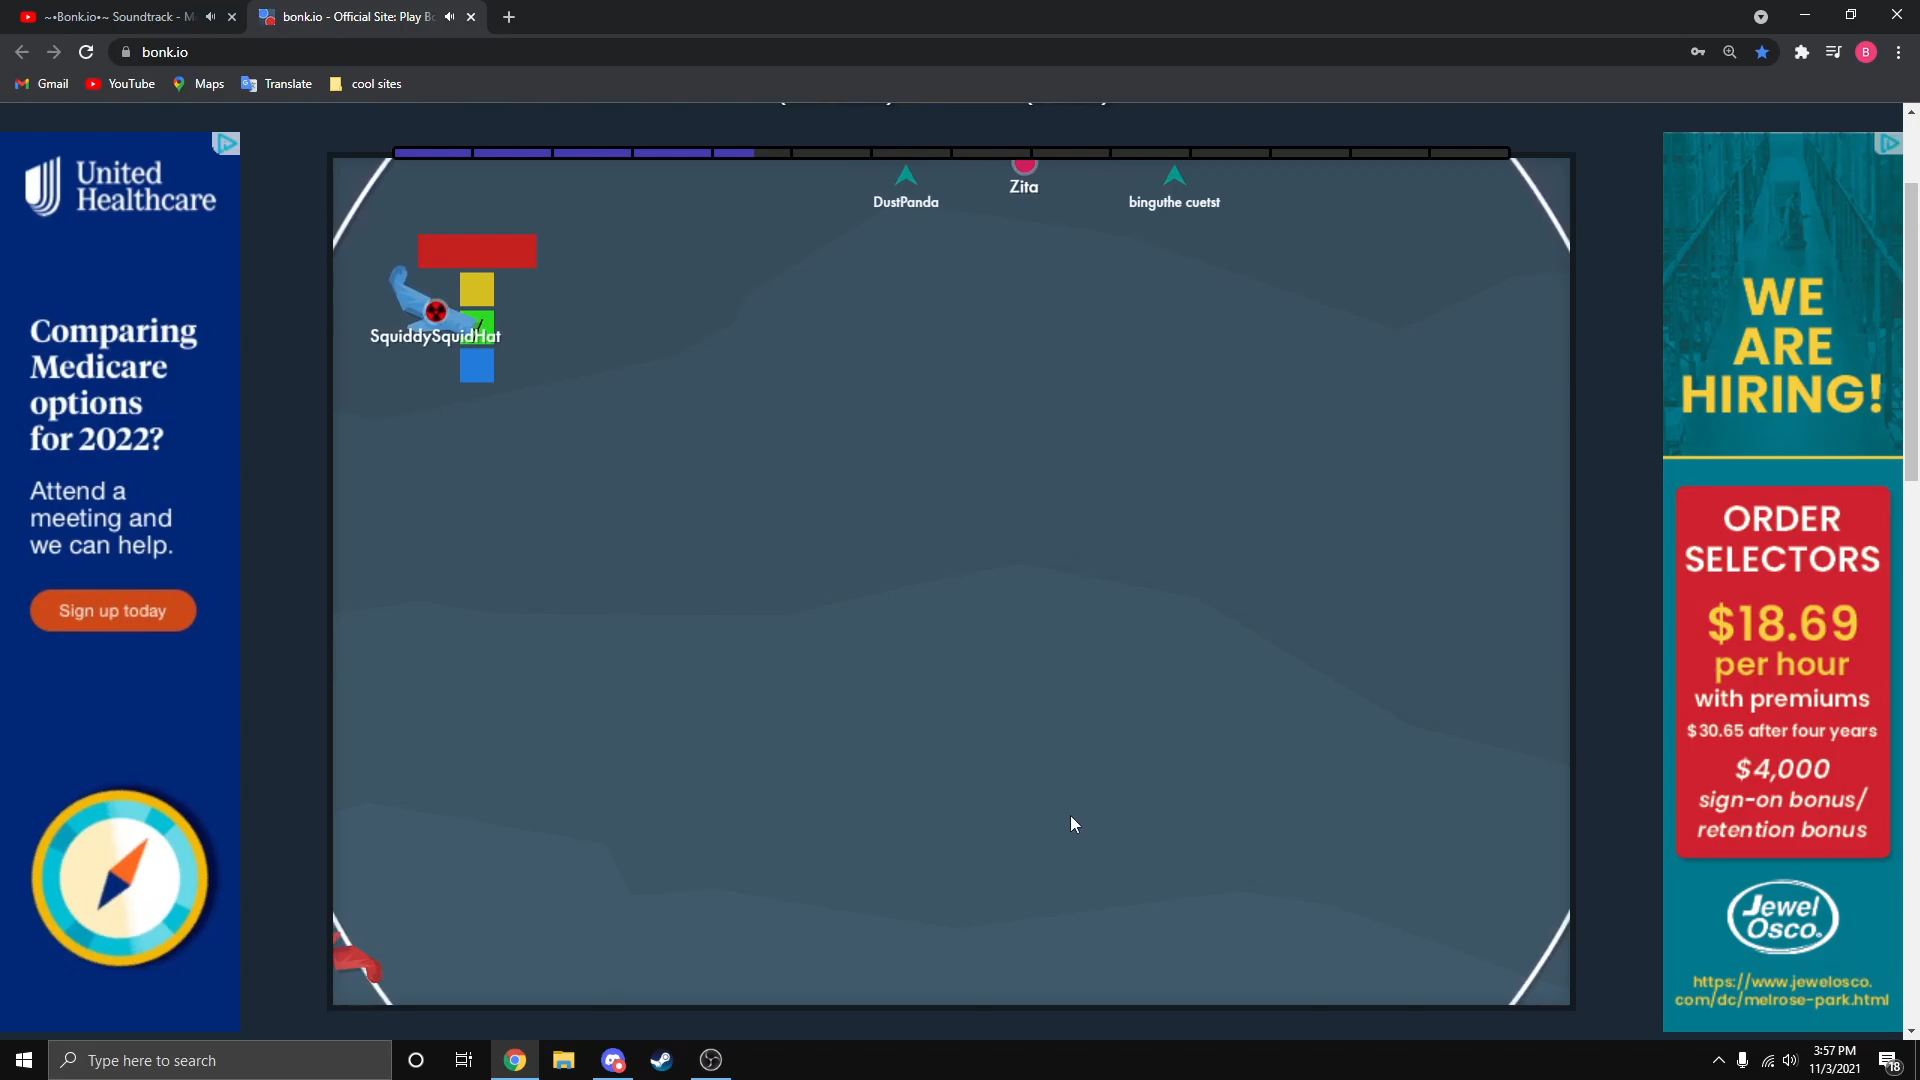 ~•Bonk.io•~ Soundtrack - M
bonk.io - Official Site: Play B
bonk.io
B
Gmail
YouTube
Maps
Translate
cool sites
United
Healthcare
Comparing
Medicare
options
for 2022?
Attend a
meeting and
we can help.
Sign up today
DustPanda
Zita
binguthe cuetst
SquiddySquidHat
WE
ARE
HIRING!
ORDER
SELECTORS
$18.69
per hour
with premiums
$30.65 after four years
$4,000
sign-on bonus/
retention bonus
Jewel
Osco.
https://www.jewelosco.
com/dc/melrose-park.html
Type here to search
3:57 PM
11/3/2021
18